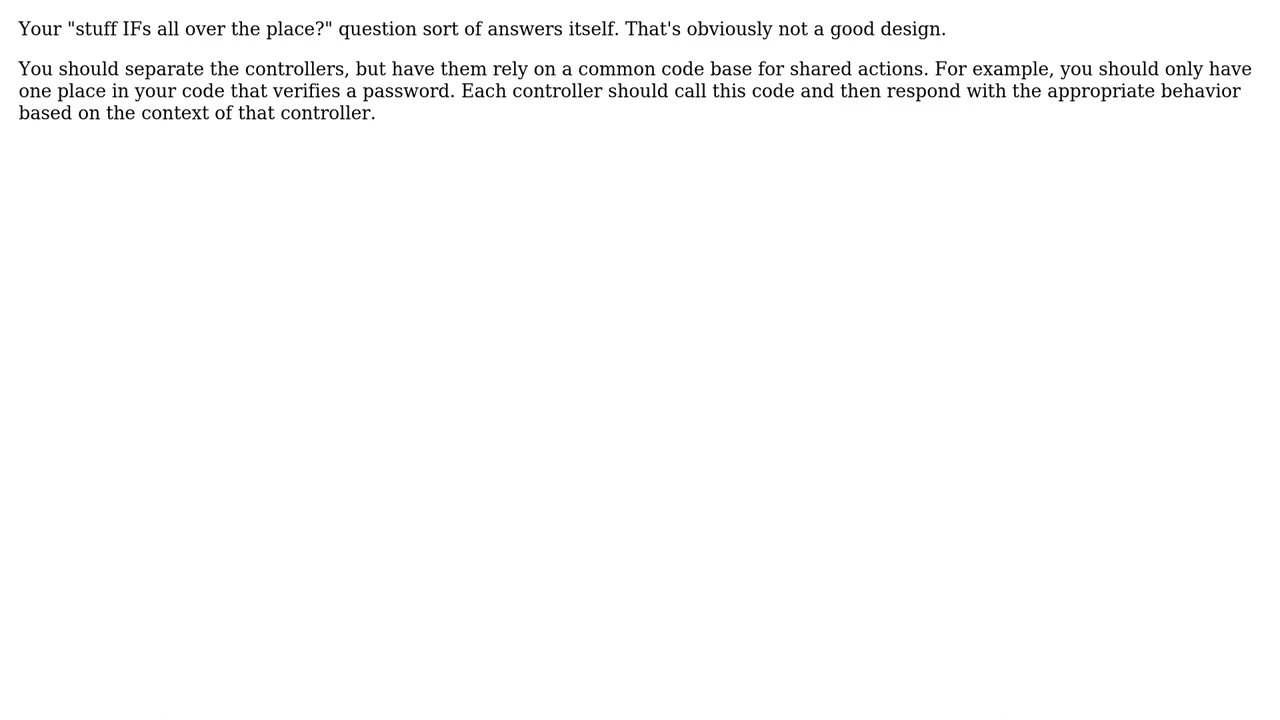 Your "stuff IFs all over the place?" question sort of answers itself. That's obviously not a good design.
You should separate the controllers, but have them rely on a common code base for shared actions. For example, you should only have
one place in your code that verifies a password. Each controller should call this code and then respond with the appropriate behavior
based on the context of that controller.